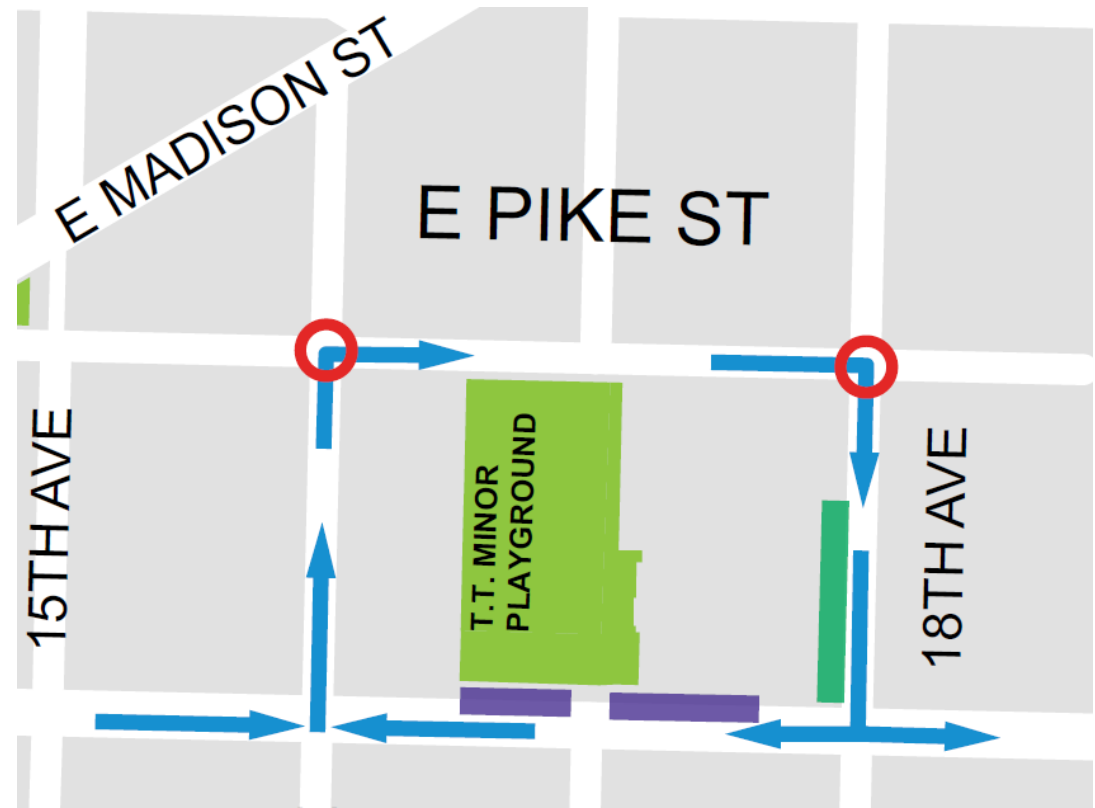 E MADISON ST
E PIKE ST
15TH AVE
T.T. MINOR
PLAYGROUND
18TH AVE